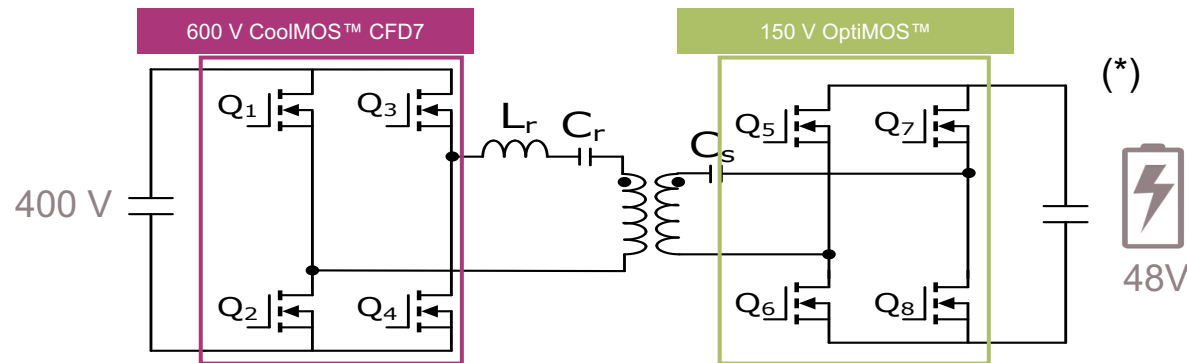 600 V CoolMOS™ CFD7
150 V OptiMOS™
(*)
Q1
Q3
Lr
Cr
Cs
Q5
Q7
400 V
48V
Q2
Q4
Q6
Q8